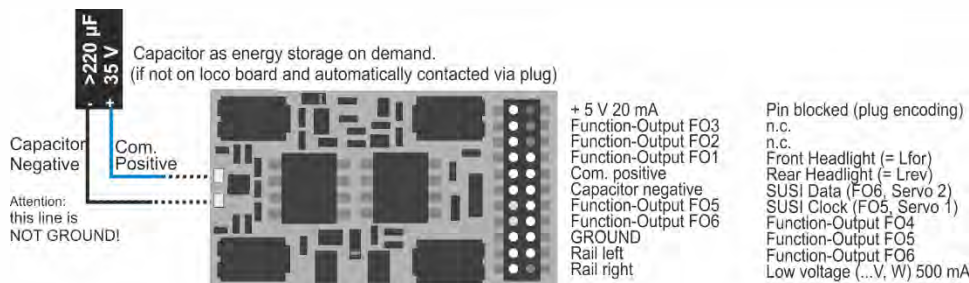 >220 µF
35 V
- +
Capacitor as energy storage on demand.
(if not on loco board and automatically contacted via plug)
Capacitor
Negative
Com.
Positive
Attention:
this line is
NOT GROUND!
+ 5 V 20 mA
Function-Output FO3
Function-Output FO2
Function-Output FO1
Com. positive
Capacitor negative
Function-Output FO5
Function-Output FO6
GROUND
Rail left
Rail right
Pin blocked (plug encoding)
n.c.
n.c.
Front Headlight (= Lfor)
Rear Headlight (= Lrev)
SUSI Data (FO6, Servo 2)
SUSI Clock (FO5, Servo 1)
Function-Output FO4
Function-Output FO5
Function-Output FO6
Low voltage (...V, W) 500 mA